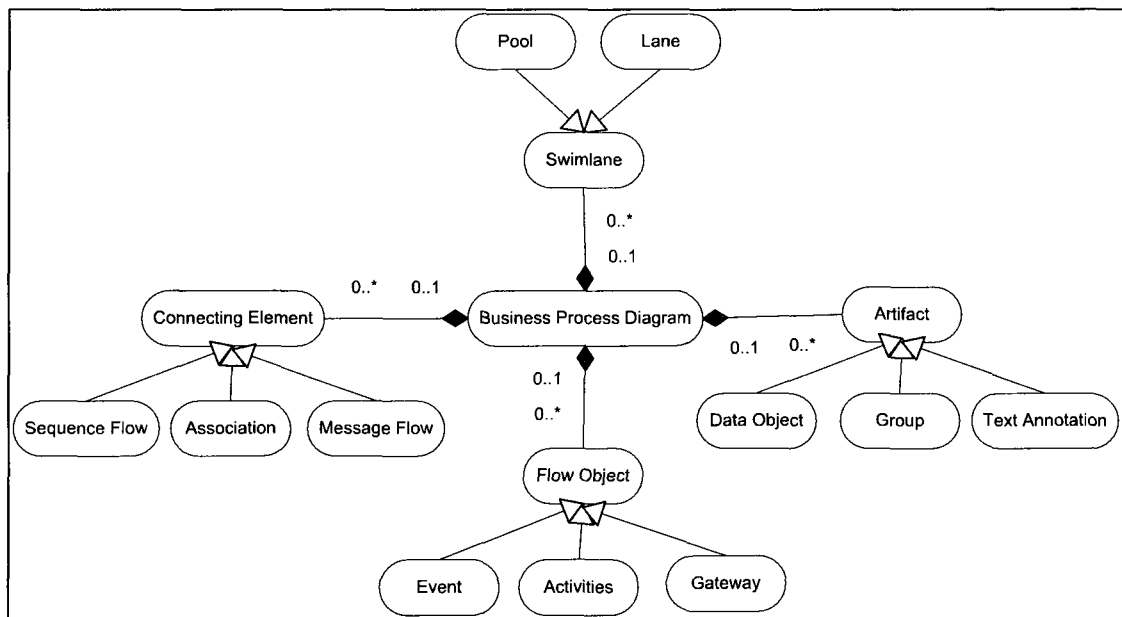 Pool
Lane
Swimlane
0..*
0..1
0..*
0..1
Connecting Element
Business Process Diagram
Artifact
0..1
0..*
0..1
0..*
Sequence Flow
Association
Message Flow
Data Object
Group
Text Annotation
Flow Object
Event
Activities
Gateway